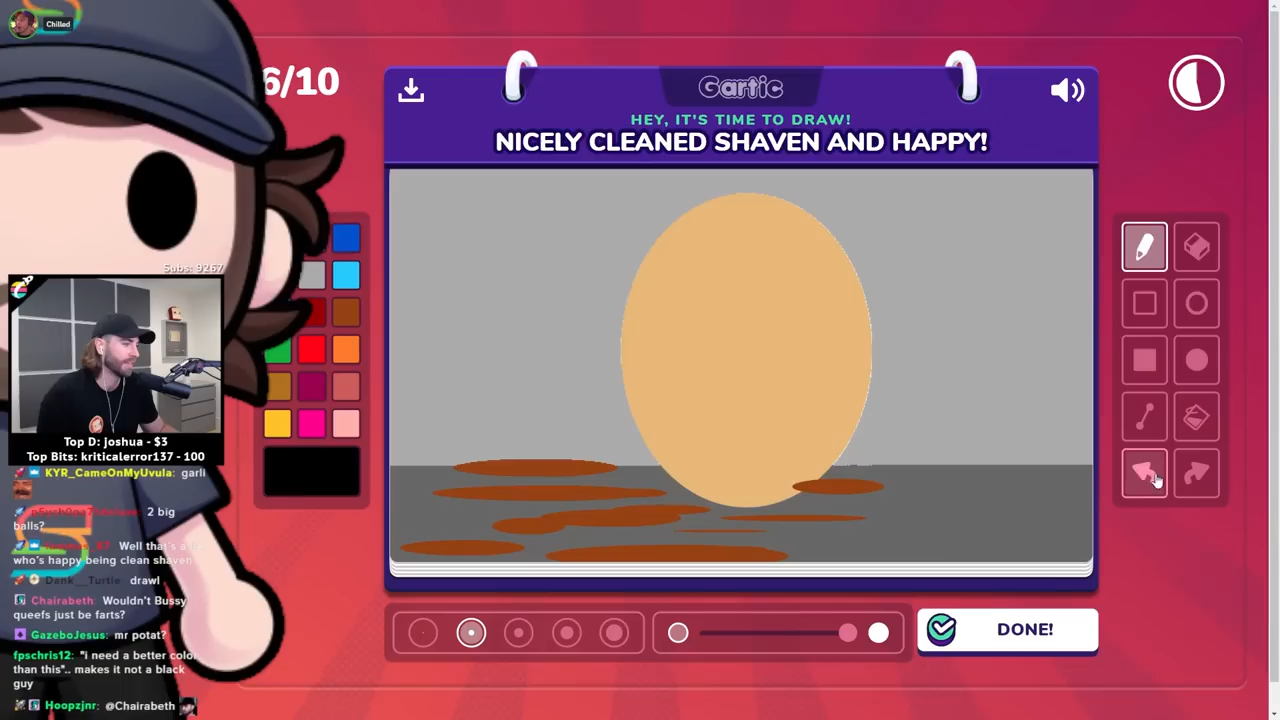 Chilled
6/10
Gartic
HEY, IT'S TIME TO DRAW!
NICELY CLEANED SHAVEN AND HAPPY!
Subs: 9267
Top D: joshua - $3
Top Bits: kriticalerror137 - 100
KYR_CameOnMyUvula: garli
2 big
balls?
Well that's a
who's happy being clean shaven
Dank__Turtle: drawl
Chairabeth: Wouldn't Bussy
queefs just be farts?
GazeboJesus: mr potat?
fpschris12: "i need a better color
than this".. makes it not a black
guy
Hoopzjnr: @Chairabeth
DONE!